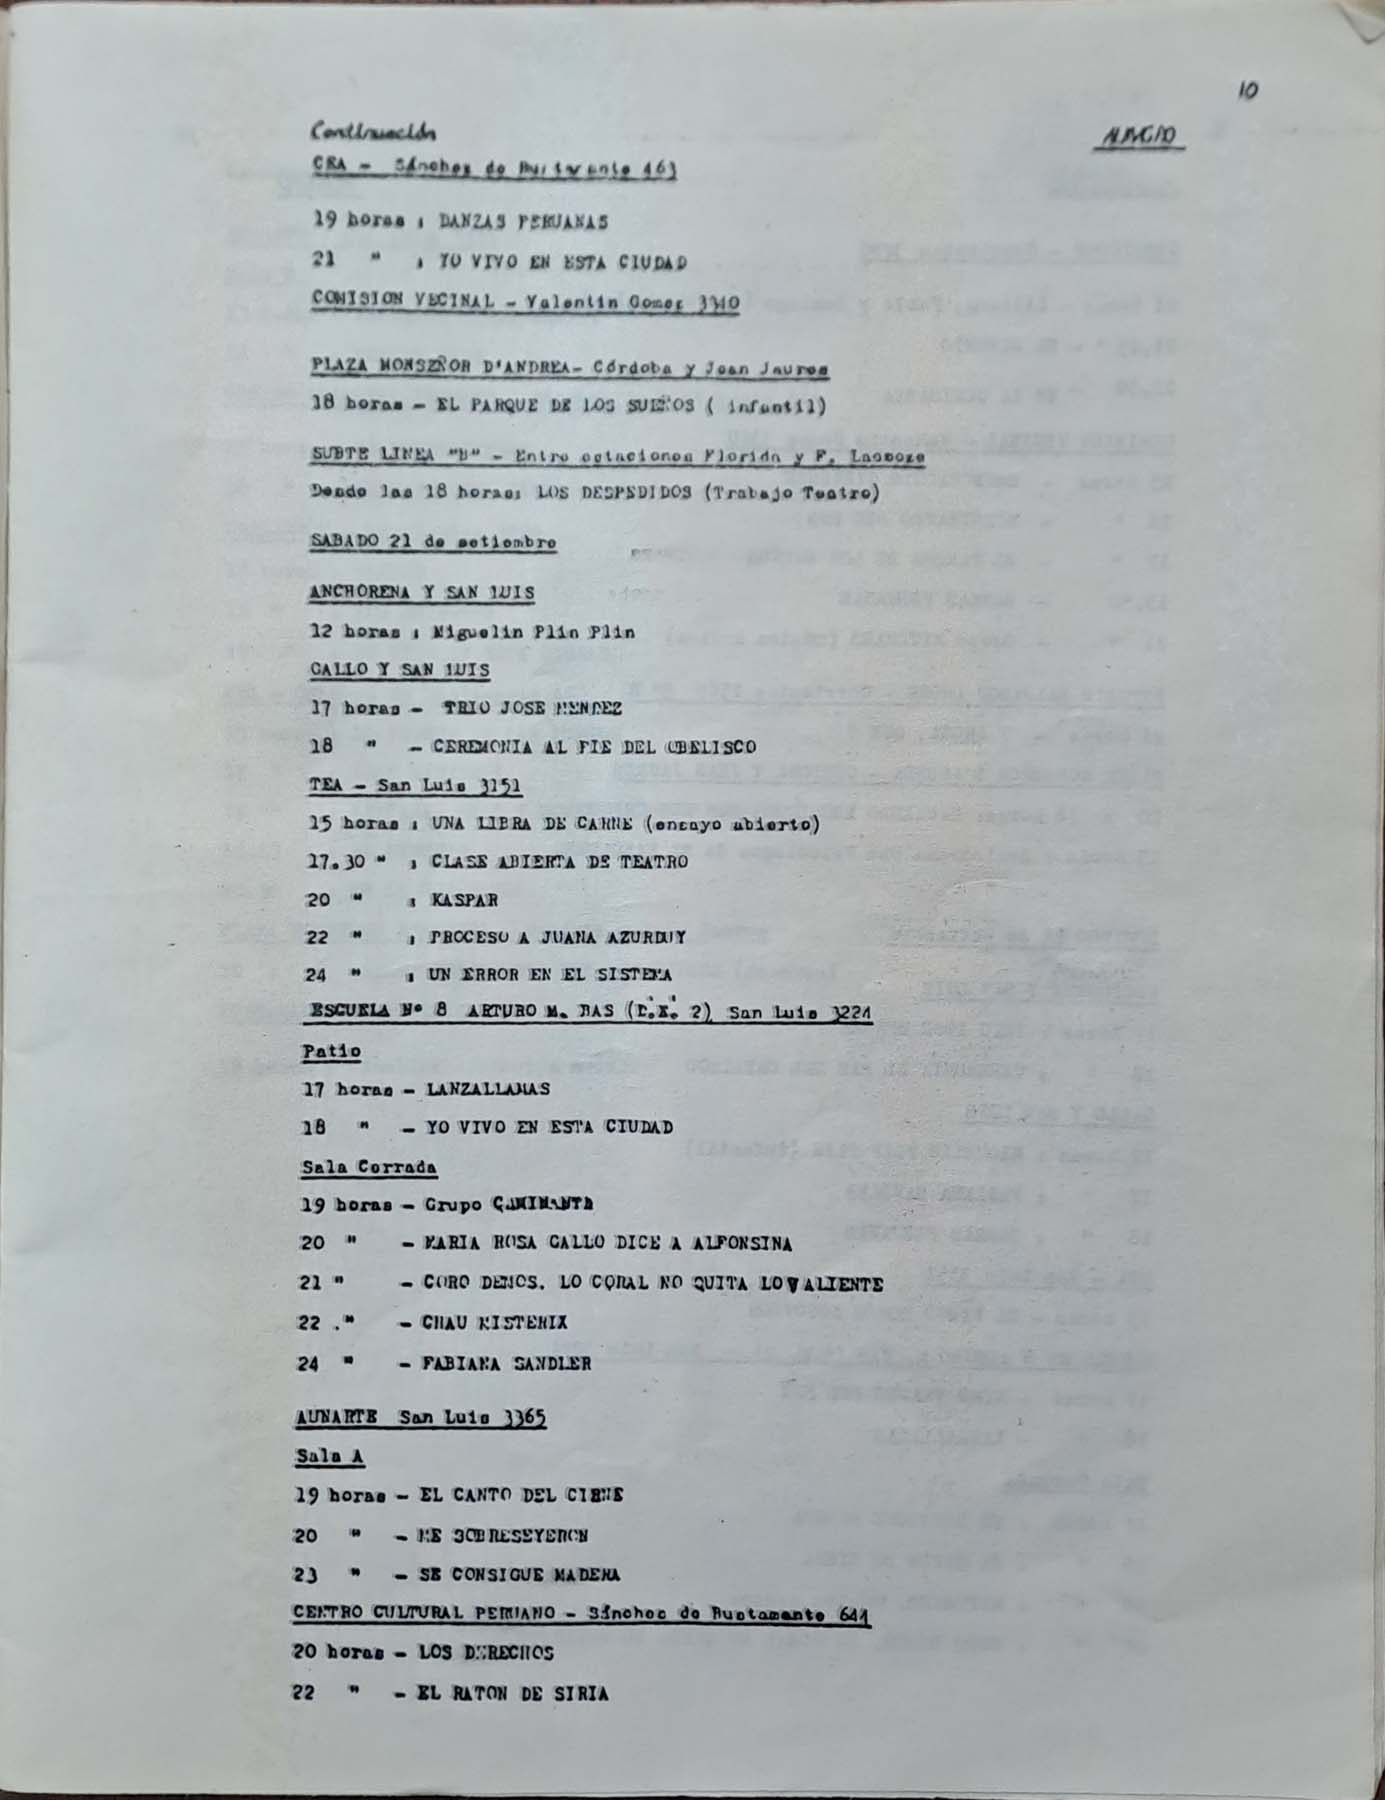 10
Continuación
CRA - Sánchez de Bustamante 463
19 horas : DANZAS PERUANAS
21 " : YO VIVO EN ESTA CIUDAD
COMISION VECINAL - Valentin Gomez 3310
PLAZA MONSEÑOR D'ANDREA- Córdoba y Jean Jaures
18 horas - EL PARQUE DE LOS SUEÑOS ( infantil)
SUBTE LINEA "B" - Entre estaciones Florida y F. Lacroze
Desde las 18 horas: LOS DESPEDIDOS (Trabajo Teatro)
SABADO 21 de setiembre
ANCHORENA Y SAN LUIS
12 horas : Miguelin Plin Plin
GALLO Y SAN LUIS
17 horas - TRIO JOSE MENDEZ
18 " - CEREMONIA AL PIE DEL OBELISCO
TEA - San Luis 3151
15 horas : UNA LIBRA DE CARNE (ensayo abierto)
17.30 " : CLASE ABIERTA DE TEATRO
20 " : KASPAR
22 " : PROCESO A JUANA AZURDUY
24 " : UN ERROR EN EL SISTEMA
ESCUELA Nº 8 ARTURO M. BAS (D.E. 2) San Luis 3224
Patio
17 horas - LANZALLAMAS
18 " - YO VIVO EN ESTA CIUDAD
Sala Cerrada
19 horas - Grupo CAMINANTA
20 " - MARIA ROSA GALLO DICE A ALFONSINA
21 " - CORO DEMOS. LO CORAL NO QUITA LO VALIENTE
22 ." - CHAU MISTERIX
24 " - FABIANA SANDLER
AUNARTE San Luis 3365
Sala A
19 horas - EL CANTO DEL CISNE
20 " - ME SOBRESEYERON
23 " - SE CONSIGUE MADERA
CENTRO CULTURAL PERUANO - Sánchez de Bustamante 641
20 horas - LOS DERECHOS
22 " - EL RATON DE SIRIA